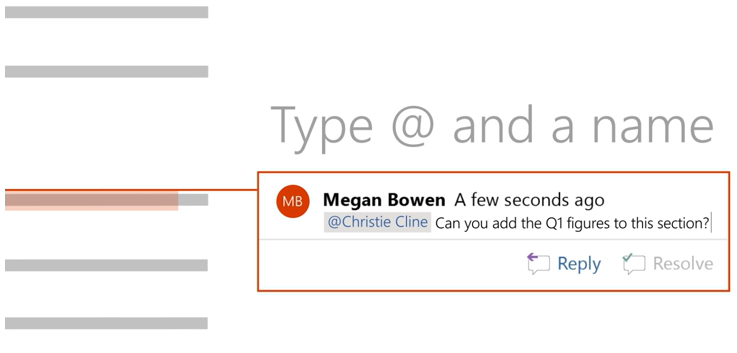 Type @ and a name
MB Megan Bowen A few seconds ago
@Christie Cline Can you add the Q1 figures to this section?
Reply Resolve